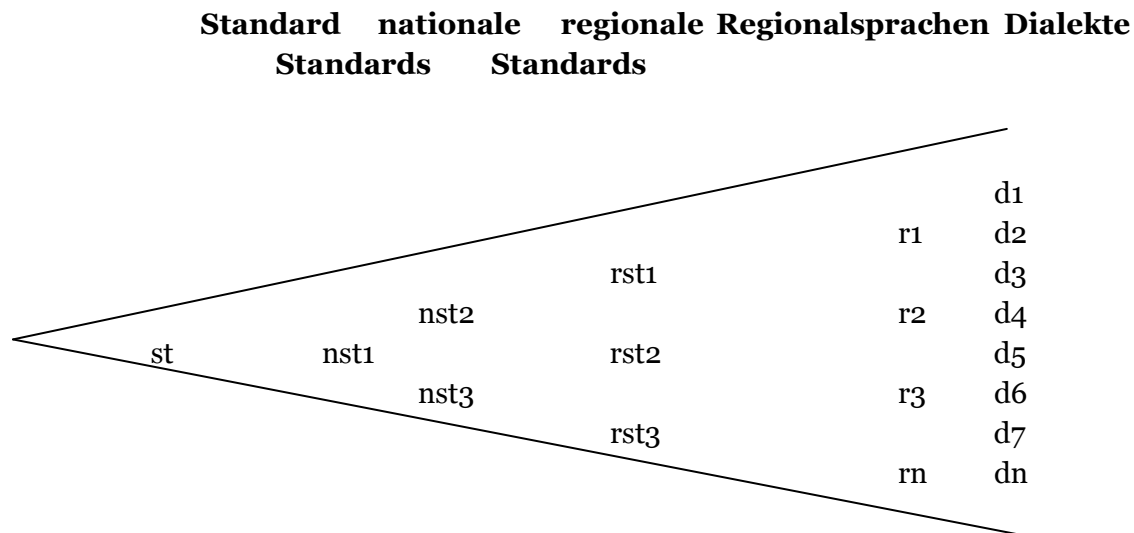 Standard nationale regionale Regionalsprachen Dialekte
Standards Standards
d1
r1 d2
rst1 d3
nst2 r2 d4
st nst1 rst2 d5
nst3 r3 d6
rst3 d7
rn dn